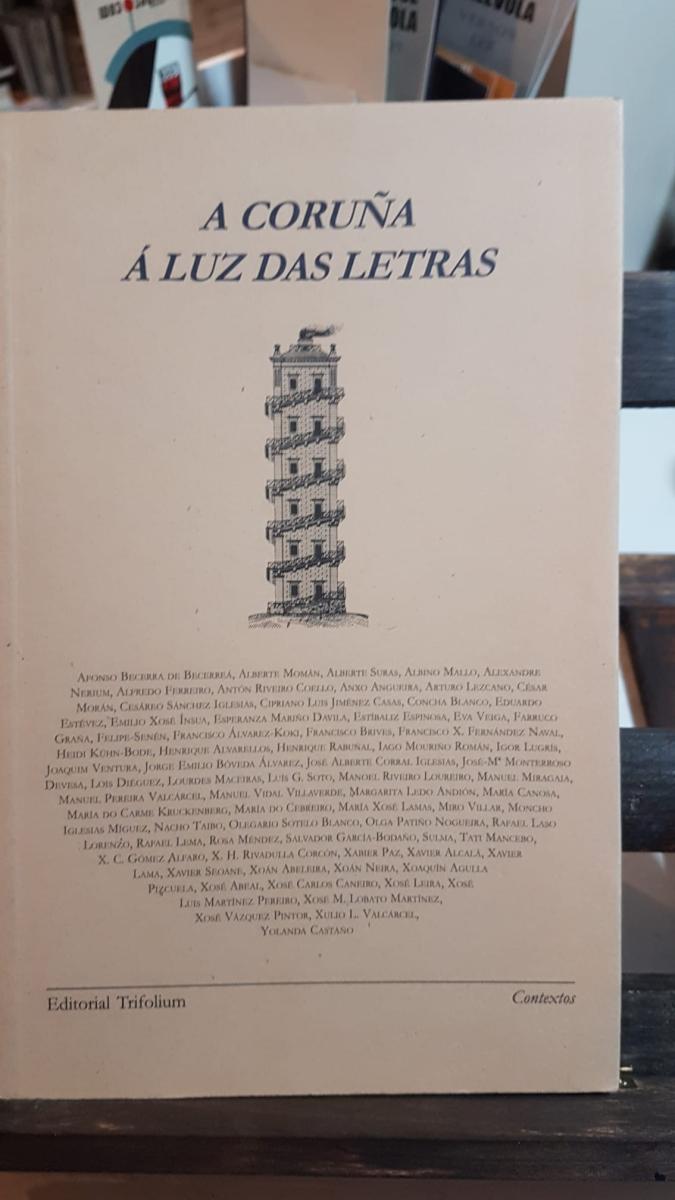 A CORUÑA
Á LUZ DAS LETRAS
AFONSO BECERRA DE BECERREÁ, ALBERTE MOMÁN, ALBERTE SURAS, ALBINO MALLO, ALEXANDRE
NERIUM, ALFREDO FERREIRO, ANTÓN RIVEIRO COELLO, ANXO ANGUEIRA, ARTURO LEZCANO, CÉSAR
MORÁN, CESÁREO SÁNCHEZ IGLESIAS, CIPRIANO LUIS JIMÉNEZ CASAS, CONCHA BLANCO, EDUARDO
ESTÉVEZ, EMILIO XOSÉ ÍNSUA, ESPERANZA MARIÑO DAVILA, ESTÍBALIZ ESPINOSA, EVA VEIGA, FARRUCO
GRAÑA, FELIPE-SENÉN, FRANCISCO ÁLVAREZ-KOKI, FRANCISCO BRIVES, FRANCISCO X. FERNÁNDEZ NAVAL,
HEIDI KÜHN-BODE, HENRIQUE ALVARELLOS, HENRIQUE RABUÑAL, IAGO MOURIÑO ROMÁN, IGOR LUGRÍS,
JOAQUIM VENTURA, JORGE EMILIO BÓVEDA ÁLVAREZ, JOSÉ ALBERTE CORRAL IGLESIAS, JOSÉ-Mª MONTERROSO
DEVESA, LOIS DIÉGUEZ, LOURDES MACEIRAS, LUÍS G. SOTO, MANOEL RIVEIRO LOUREIRO, MANUEL MIRAGAIA,
MANUEL PEREIRA VALCÁRCEL, MANUEL VIDAL VILLAVERDE, MARGARITA LEDO ANDIÓN, MARÍA CANOSA,
MARÍA DO CARME KRUCKENBERG, MARÍA DO CEBREIRO, MARÍA XOSÉ LAMAS, MIRO VILLAR, MONCHO
IGLESIAS MÍGUEZ, NACHO TAIBO, OLEGARIO SOTELO BLANCO, OLGA PATIÑO NOGUEIRA, RAFAEL LASO
LORENZO, RAFAEL LEMA, ROSA MÉNDEZ, SALVADOR GARCÍA-BODAÑO, SULMA, TATI MANCEBO,
X. C. GÓMEZ ALFARO, X. H. RIVADULLA CORCÓN, XABIER PAZ, XAVIER ALCALÁ, XAVIER
LAMA, XAVIER SEOANE, XOÁN ABELEIRA, XOÁN NEIRA, XOAQUÍN AGULLA
PIZCUELA, XOSÉ ABEAL, XOSÉ CARLOS CANEIRO, XOSÉ LEIRA, XOSÉ
LUIS MARTÍNEZ PEREIRO, XOSÉ M. LOBATO MARTÍNEZ,
XOSÉ VÁZQUEZ PINTOR, XULIO L. VALCÁRCEL,
YOLANDA CASTAÑO
Editorial Trifolium
Contextos